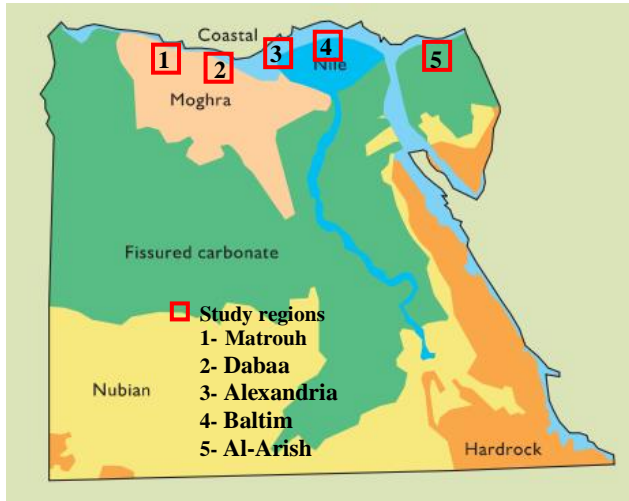 Coastal
1
2
3
4
5
Nile
Moghra
Fissured carbonate
Study regions
1- Matrouh
2- Dabaa
3- Alexandria
4- Baltim
5- Al-Arish
Nubian
Hardrock